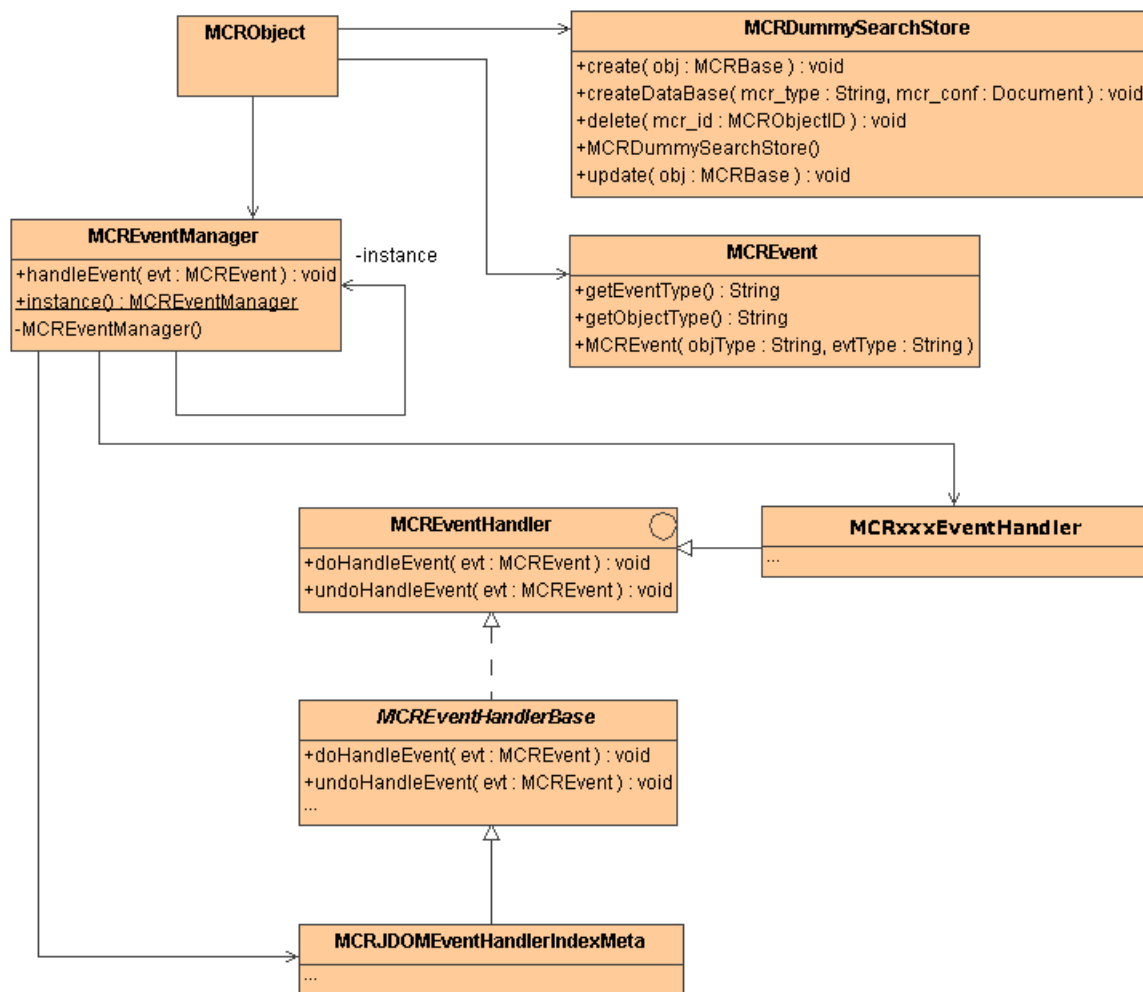 MCRObject
MCRDummySearchStore
+create( obj : MCRBase ) : void
+createDataBase( mcr_type : String, mcr_conf : Document ) : void
+delete( mcr_id : MCRObjectID ) : void
+MCRDummySearchStore()
+update( obj : MCRBase ) : void
MCREventManager
+handleEvent( evt : MCREvent ) : void
+instance() : MCREventManager
-MCREventManager()
-instance
MCREvent
+getEventType() : String
+getObjectType() : String
+MCREvent( objType : String, evtType : String )
MCREventHandler
+doHandleEvent( evt : MCREvent ) : void
+undoHandleEvent( evt : MCREvent ) : void
MCRxxxEventHandler
...
MCREventHandlerBase
+doHandleEvent( evt : MCREvent ) : void
+undoHandleEvent( evt : MCREvent ) : void
...
MCRJDOMEventHandlerIndexMeta
...